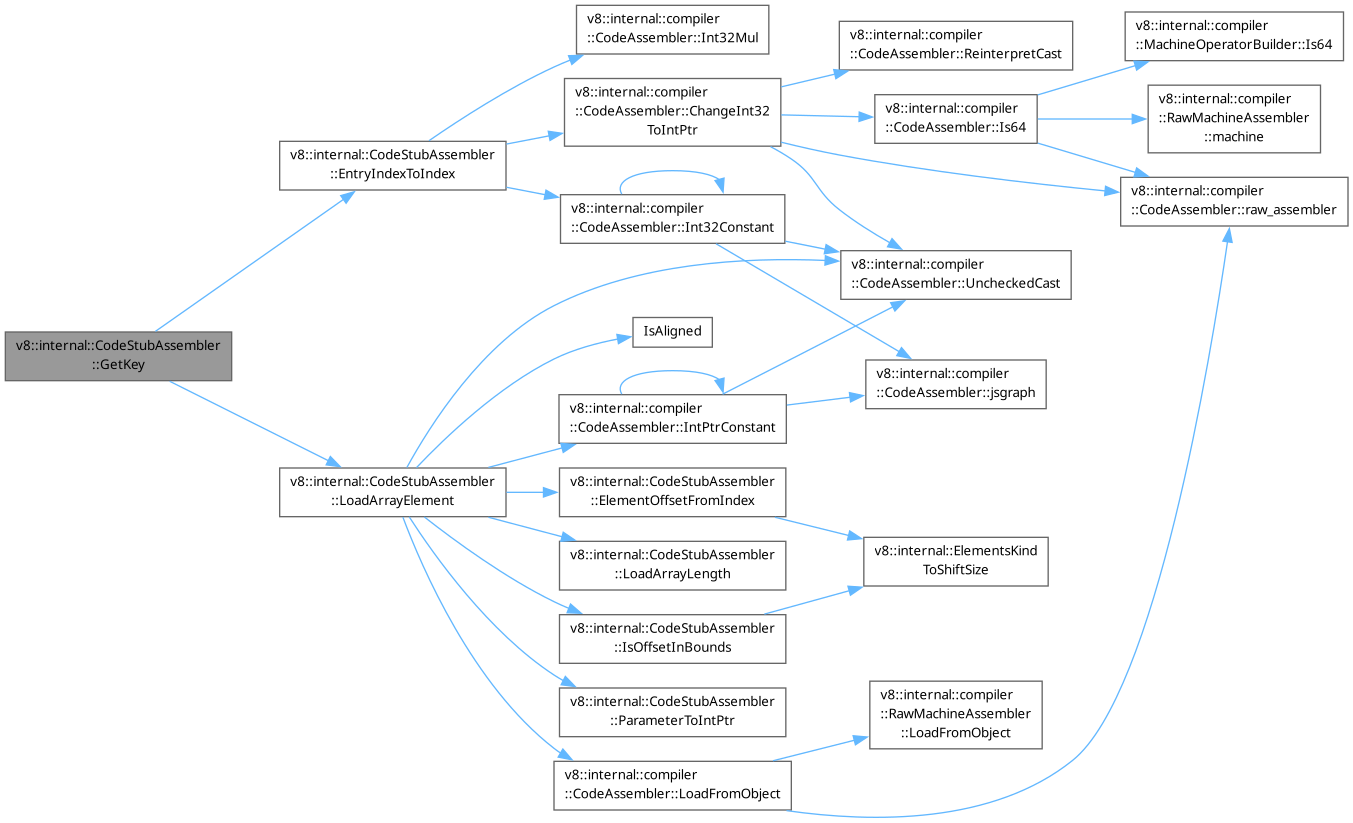 v8::internal::CodeStubAssembler
::GetKey
v8::internal::CodeStubAssembler
::EntryIndexToIndex
v8::internal::CodeStubAssembler
::LoadArrayElement
v8::internal::compiler
::CodeAssembler::Int32Mul
v8::internal::compiler
::CodeAssembler::ChangeInt32
ToIntPtr
v8::internal::compiler
::CodeAssembler::Int32Constant
IsAligned
v8::internal::compiler
::CodeAssembler::IntPtrConstant
v8::internal::CodeStubAssembler
::ElementOffsetFromIndex
v8::internal::CodeStubAssembler
::LoadArrayLength
v8::internal::CodeStubAssembler
::IsOffsetInBounds
v8::internal::CodeStubAssembler
::ParameterToIntPtr
v8::internal::compiler
::CodeAssembler::LoadFromObject
v8::internal::compiler
::CodeAssembler::ReinterpretCast
v8::internal::compiler
::CodeAssembler::Is64
v8::internal::compiler
::CodeAssembler::UncheckedCast
v8::internal::compiler
::CodeAssembler::jsgraph
v8::internal::ElementsKind
ToShiftSize
v8::internal::compiler
::RawMachineAssembler
::LoadFromObject
v8::internal::compiler
::MachineOperatorBuilder::Is64
v8::internal::compiler
::RawMachineAssembler
::machine
v8::internal::compiler
::CodeAssembler::raw_assembler